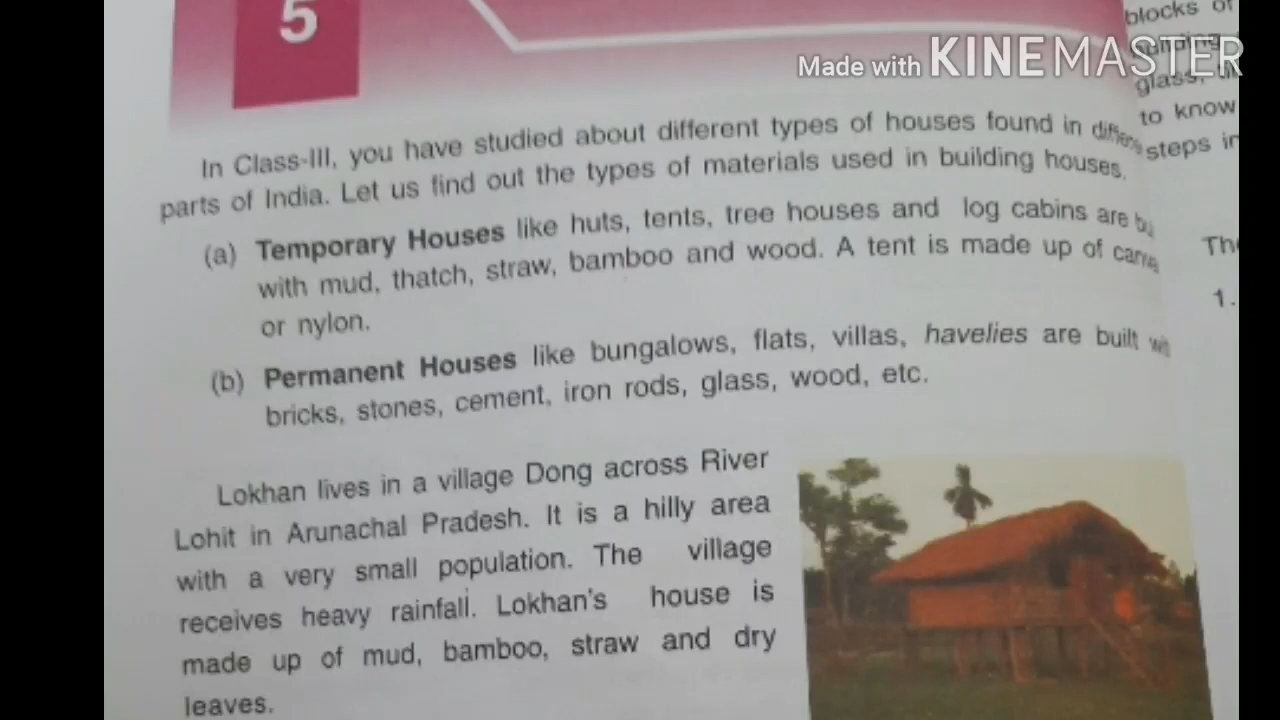 5
Made with KINEMASTER
In Class-III, you have studied about different types of houses found in
parts of India. Let us find out the types of materials used in building houses.
(a) Temporary Houses like huts, tents, tree houses and log cabins are
with mud, thatch, straw, bamboo and wood. A tent is made up of
or nylon.
(b) Permanent Houses like bungalows, flats, villas, havelies are built
bricks, stones, cement, iron rods, glass, wood, etc.
Lokhan lives in a village Dong across River
Lohit in Arunachal Pradesh. It is a hilly area
with a very small population. The village
receives heavy rainfall. Lokhan's house is
made up of mud, bamboo, straw and dry
leaves.
blocks of
glass,
to know
steps in
1.